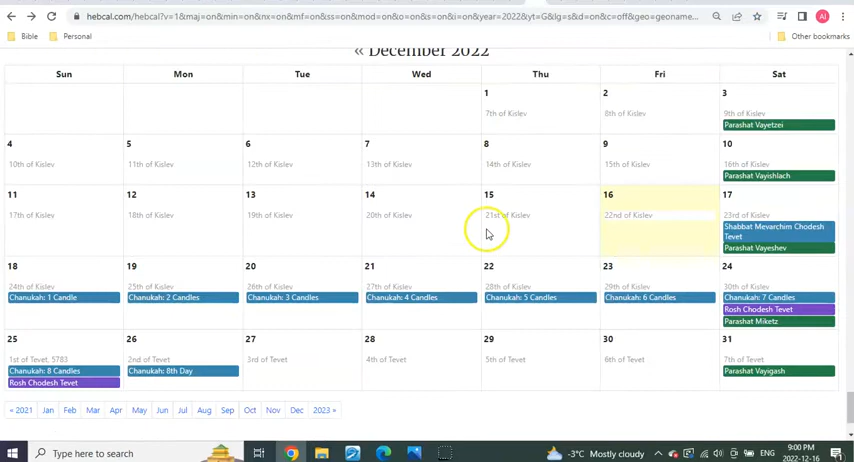 hebcal.com/hebcal?v=1&maj=on&min=on&nx=on&mf=on&ss=on&mod=on&o=on&s=on&i=on&year=2022&yt=G&lg=s&d=on&c=off&geo=geoname...
AI
Bible
Personal
Other bookmarks
« December 2022
Sun Mon Tue Wed Thu Fri Sat
1 2 3
7th of Kislev 8th of Kislev 9th of Kislev
Parashat Vayetzei
4 5 6 7 8 9 10
10th of Kislev 11th of Kislev 12th of Kislev 13th of Kislev 14th of Kislev 15th of Kislev 16th of Kislev
Parashat Vayishlach
11 12 13 14 15 16 17
17th of Kislev 18th of Kislev 19th of Kislev 20th of Kislev 21st of Kislev 22nd of Kislev 23rd of Kislev
Shabbat Mevarchim Chodesh
Tevet
Parashat Vayeshev
18 19 20 21 22 23 24
24th of Kislev 25th of Kislev 26th of Kislev 27th of Kislev 28th of Kislev 29th of Kislev 30th of Kislev
Chanukah: 1 Candle Chanukah: 2 Candles Chanukah: 3 Candles Chanukah: 4 Candles Chanukah: 5 Candles Chanukah: 6 Candles Chanukah: 7 Candles
Rosh Chodesh Tevet
Parashat Miketz
25 26 27 28 29 30 31
1st of Tevet, 5783 2nd of Tevet 3rd of Tevet 4th of Tevet 5th of Tevet 6th of Tevet 7th of Tevet
Chanukah: 8 Candles Chanukah: 8th Day Parashat Vayigash
Rosh Chodesh Tevet
« 2021 Jan Feb Mar Apr May Jun Jul Aug Sep Oct Nov Dec 2023 »
Type here to search
-3°C Mostly cloudy
ENG
9:00 PM
2022-12-16